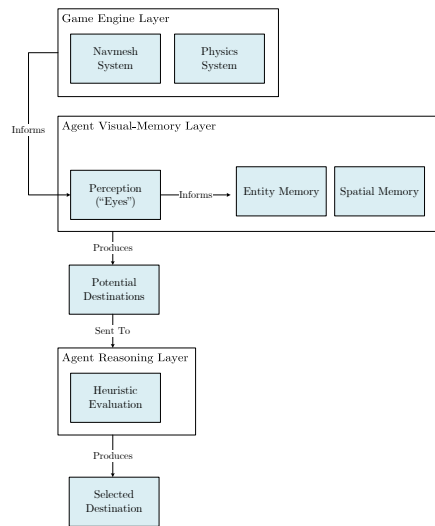 Game Engine Layer
Navmesh
System
Physics
System
Informs
Agent Visual-Memory Layer
Perception
(“Eyes”)
Informs
Entity Memory
Spatial Memory
Produces
Potential
Destinations
Sent To
Agent Reasoning Layer
Heuristic
Evaluation
Produces
Selected
Destination